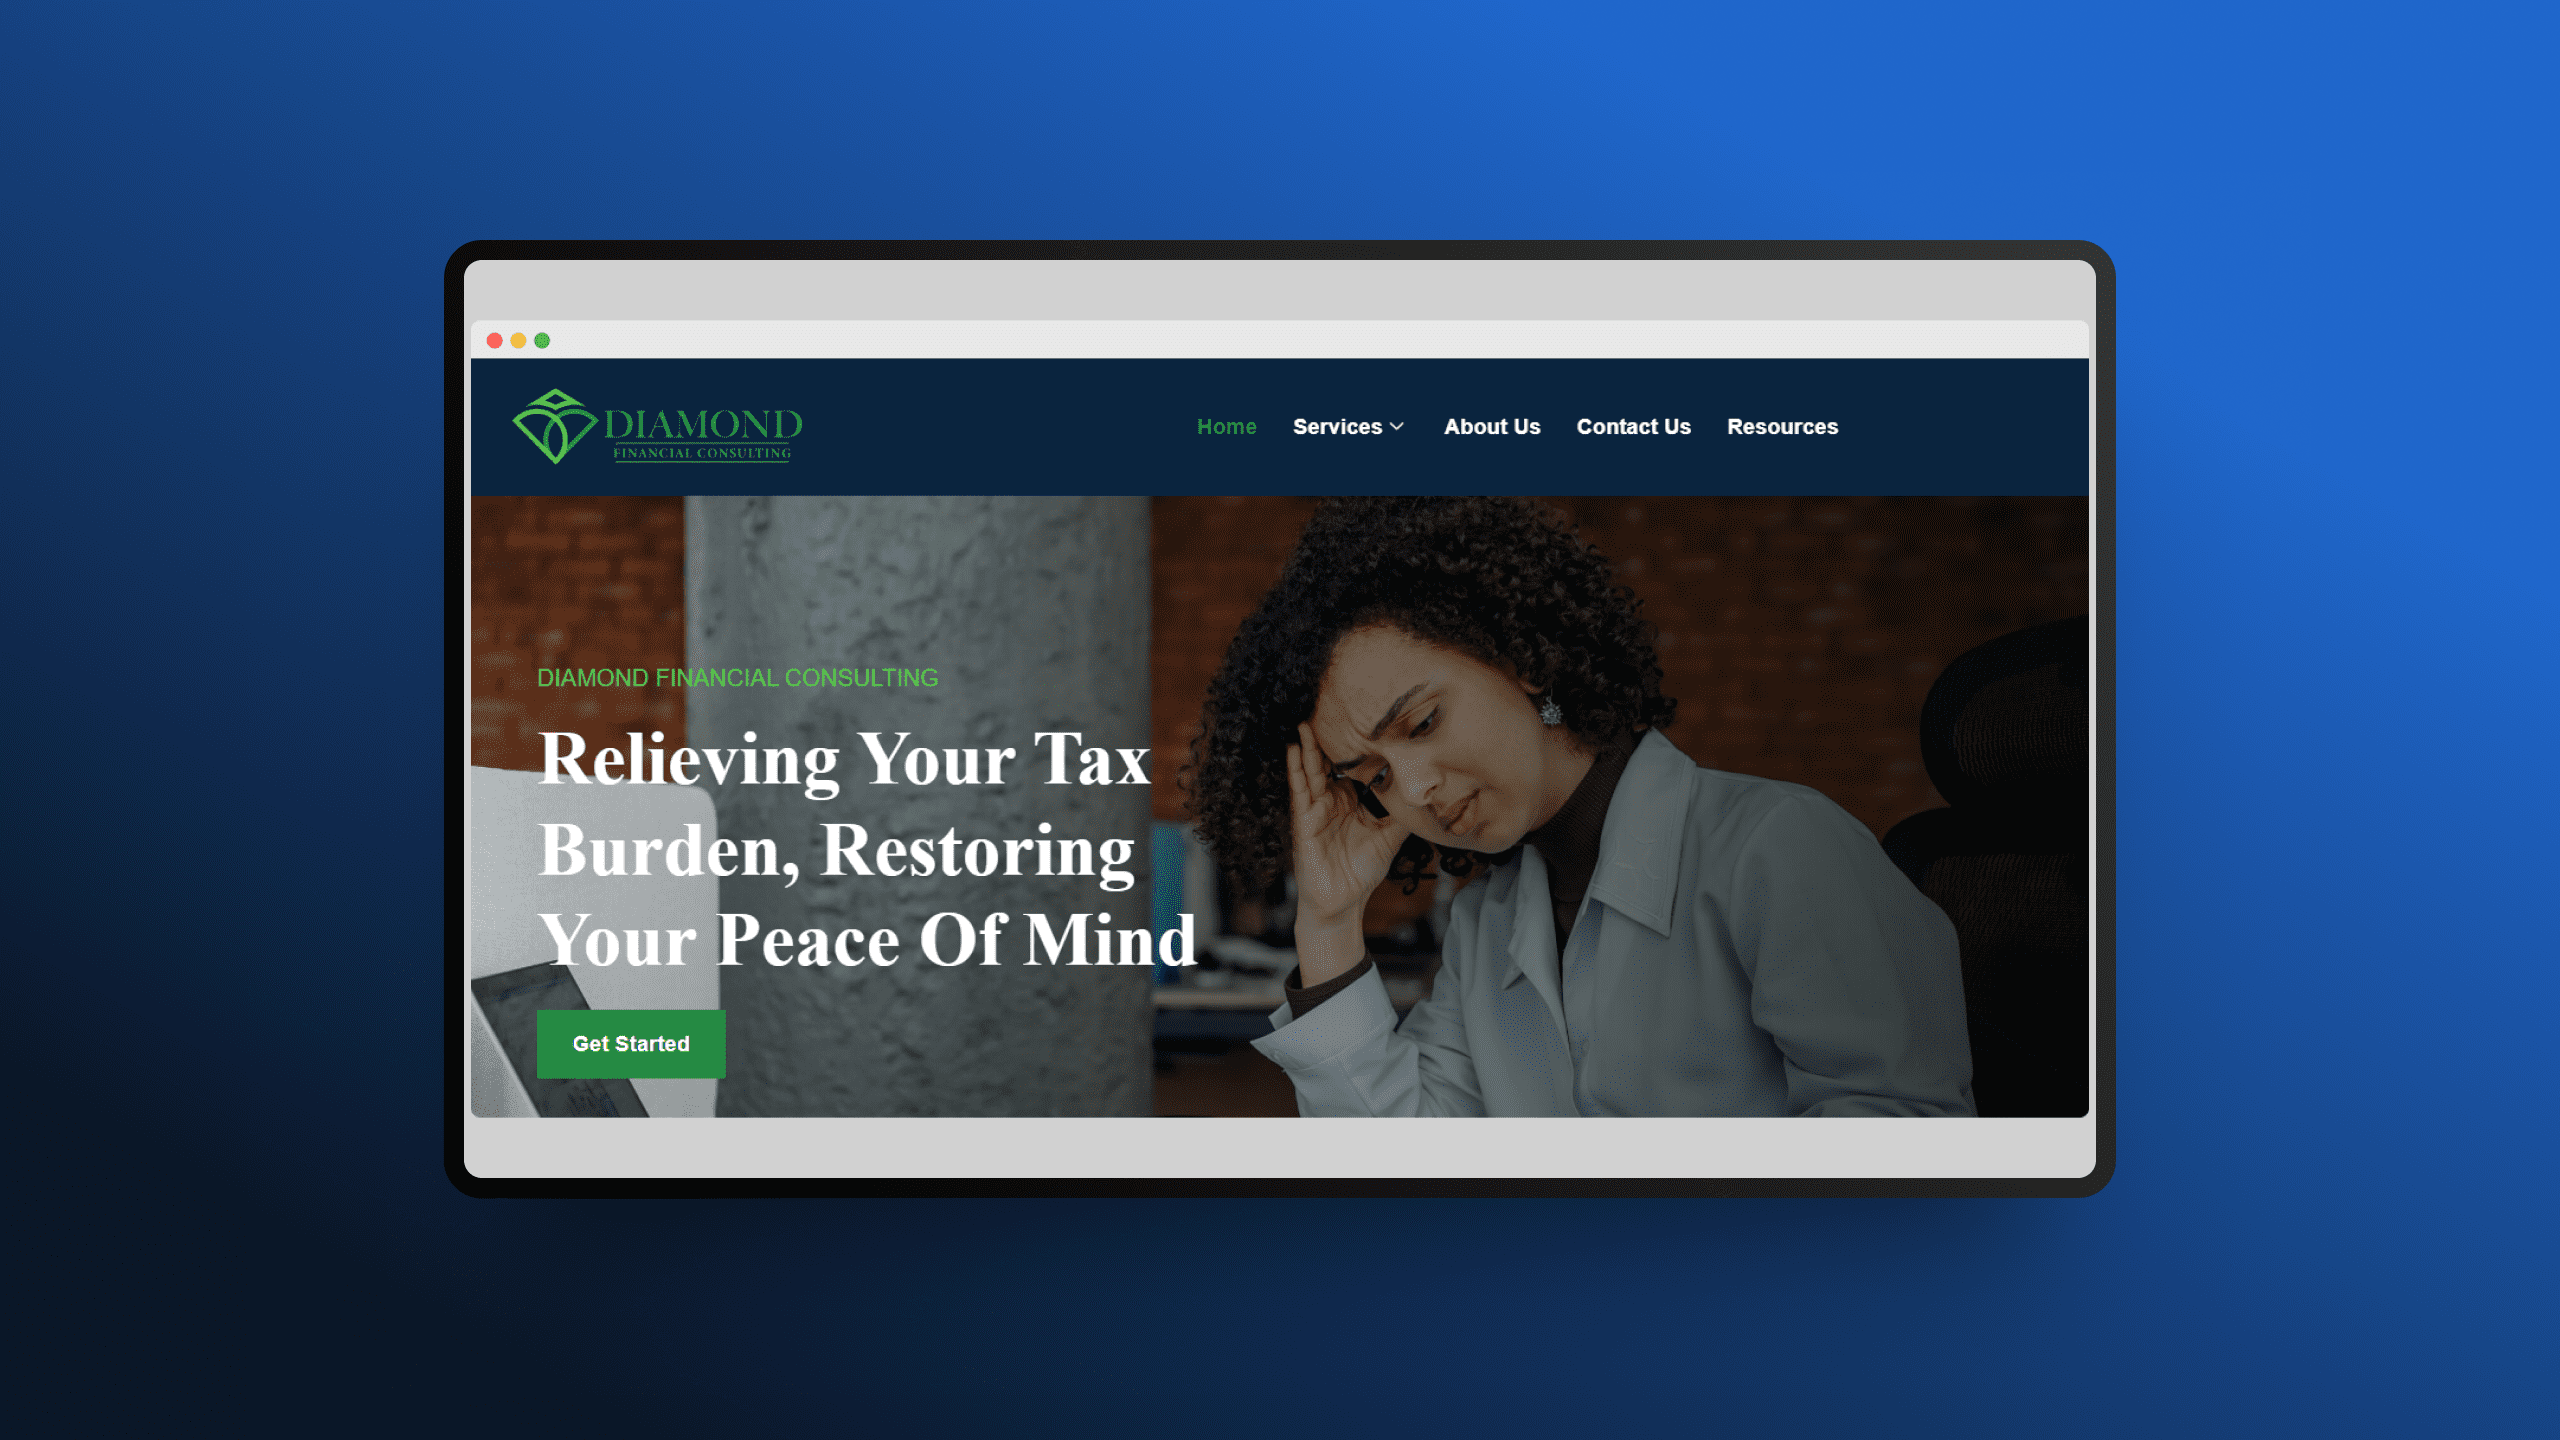 DIAMOND
FINANCIAL CONSULTING
Home Services About Us Contact Us Resources
DIAMOND FINANCIAL CONSULTING
Relieving Your Tax
Burden, Restoring
Your Peace Of Mind
Get Started